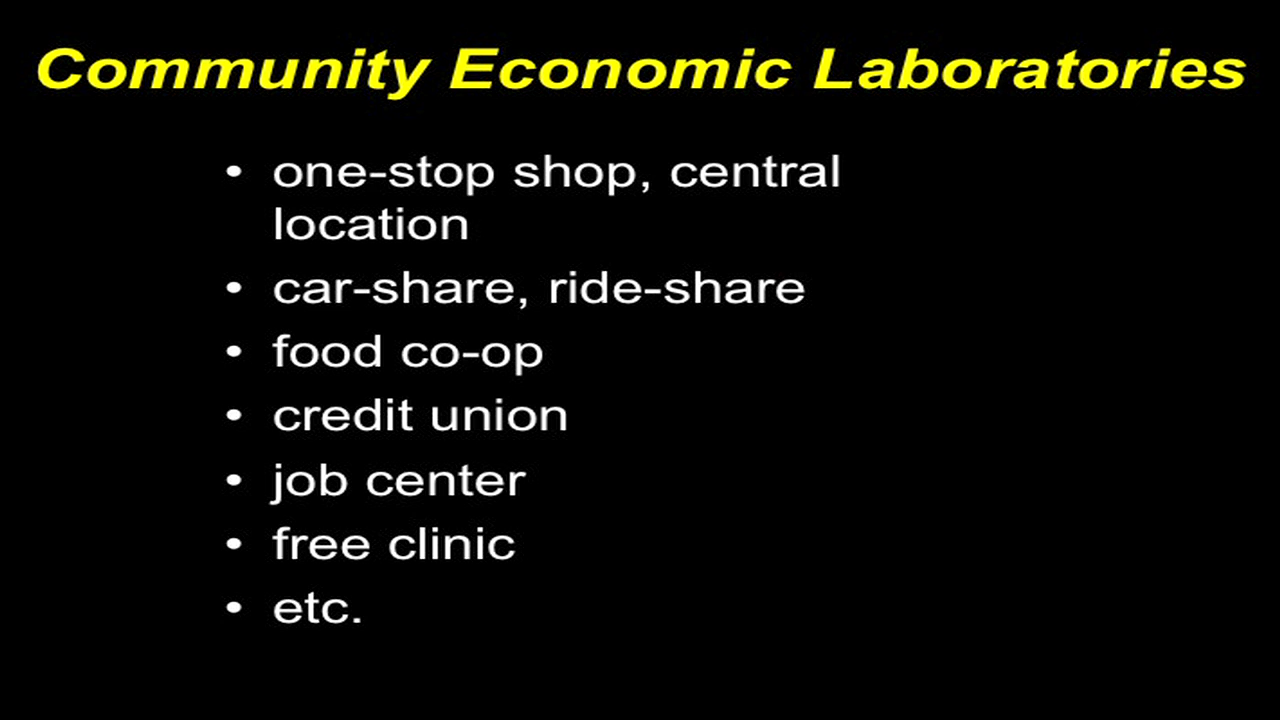 Community Economic Laboratories
• one-stop shop, central
location
• car-share, ride-share
• food co-op
• credit union
• job center
• free clinic
• etc.